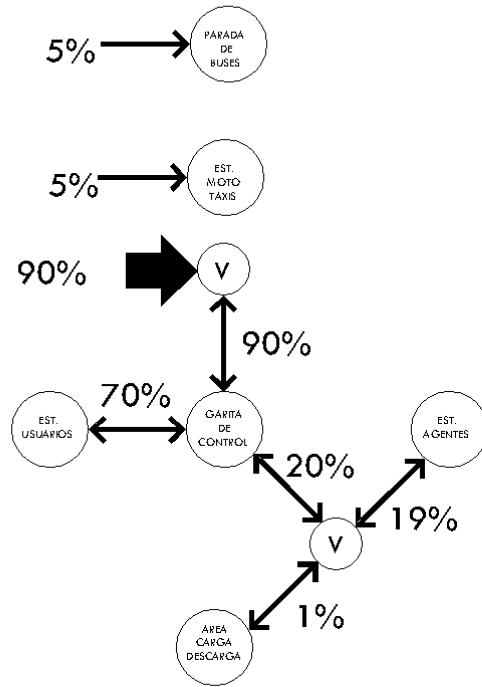 5%
PARADA
DE
BUSES
5%
EST.
MOTO
TAXIS
90%
V
90%
70%
EST.
USUARIOS
GARITA
DE
CONTROL
EST.
AGENTES
20%
19%
V
1%
AREA
CARGA
DESCARGA